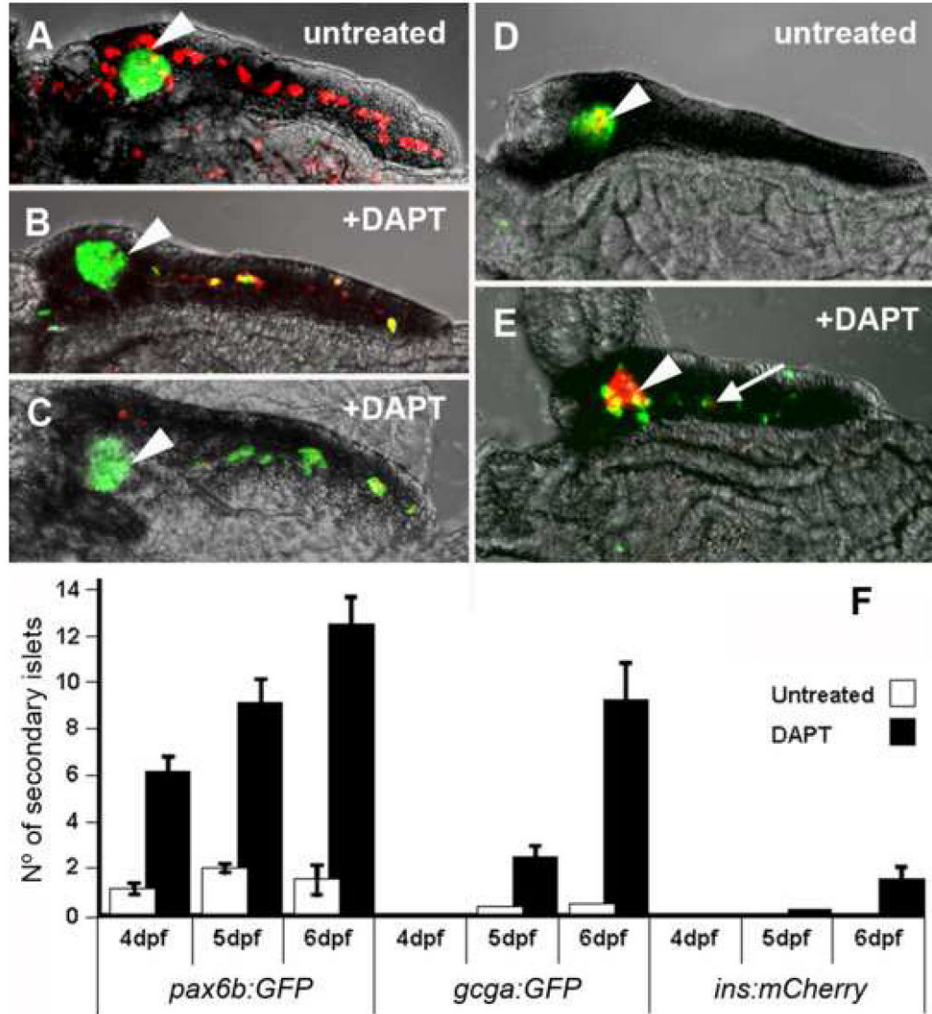 A untreated
D untreated
B +DAPT
C +DAPT
E +DAPT
F
Nº of secondary islets
14
12
10
8
6
4
2
0
Untreated
DAPT
4dpf 5dpf 6dpf 4dpf 5dpf 6dpf 4dpf 5dpf 6dpf
pax6b:GFP gcga:GFP ins:mCherry